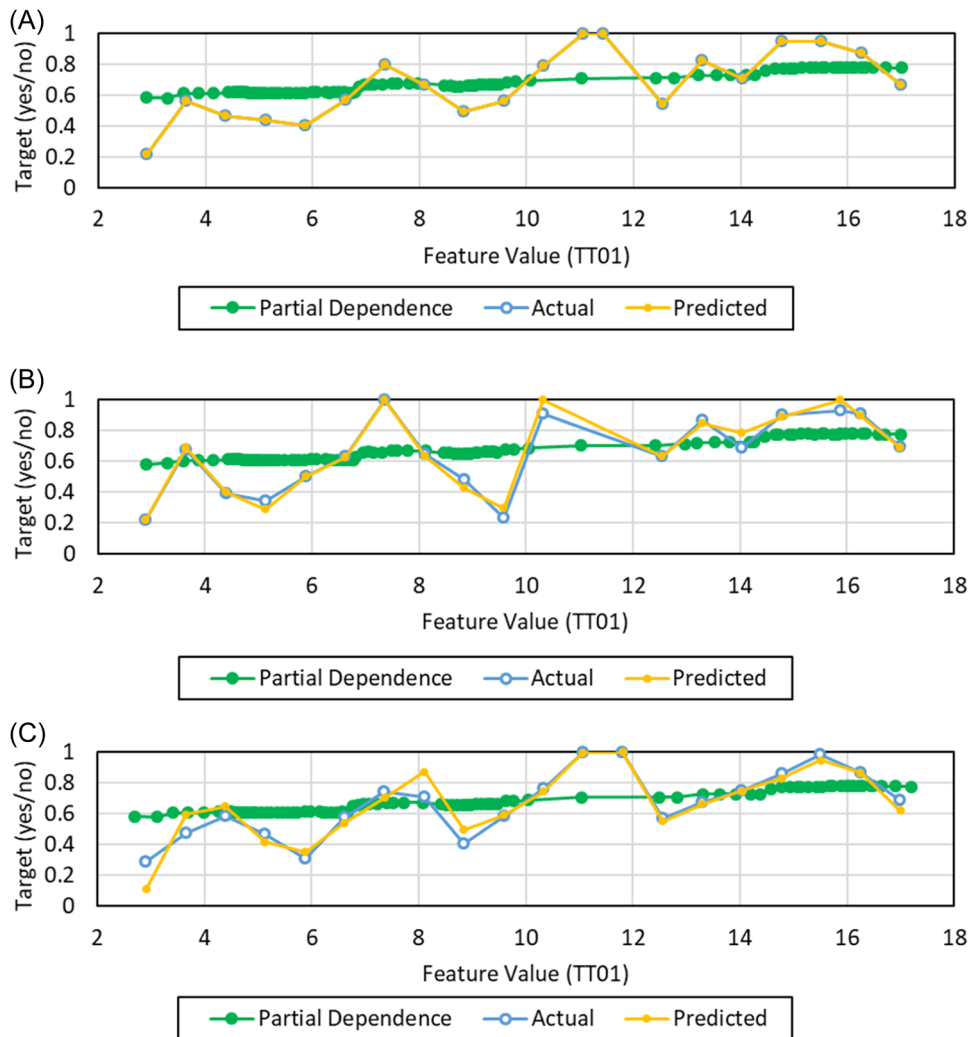 (A)
Target (yes/no)
1
0.8
0.6
0.4
0.2
0
2 4 6 8 10 12 14 16 18
Feature Value (TT01)
Partial Dependence Actual Predicted
(B)
Target (yes/no)
1
0.8
0.6
0.4
0.2
0
2 4 6 8 10 12 14 16 18
Feature Value (TT01)
Partial Dependence Actual Predicted
(C)
Target (yes/no)
1
0.8
0.6
0.4
0.2
0
2 4 6 8 10 12 14 16 18
Feature Value (TT01)
Partial Dependence Actual Predicted